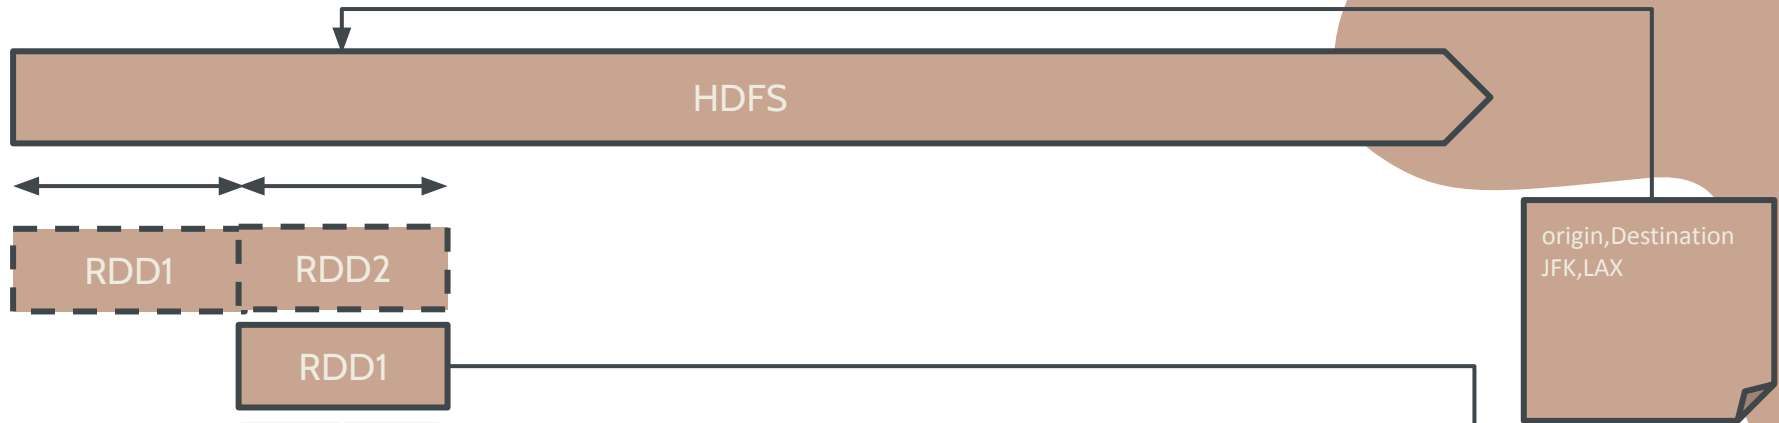 HDFS
RDD1
RDD2
origin,Destination
JFK,LAX
RDD1